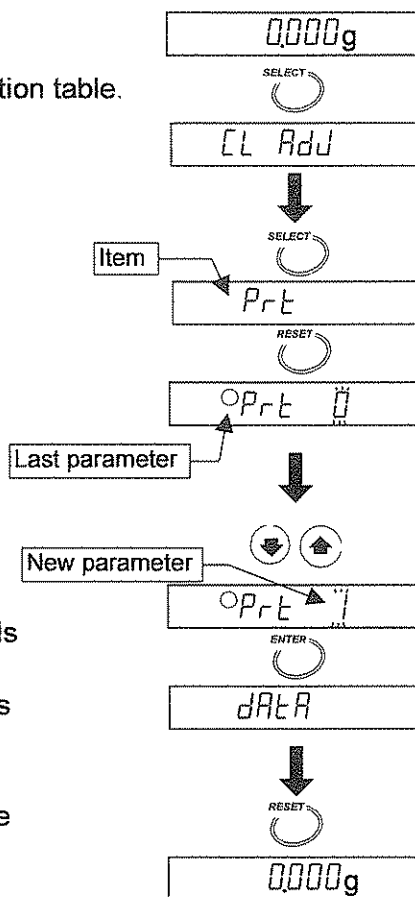 0.000g
tion table.
SELECT
CL AdJ
SELECT
Item
Prt
RESET
Prt 0
Last parameter
New parameter
Prt 1
ls
ENTER
s
dAtA
e
RESET
0.000g